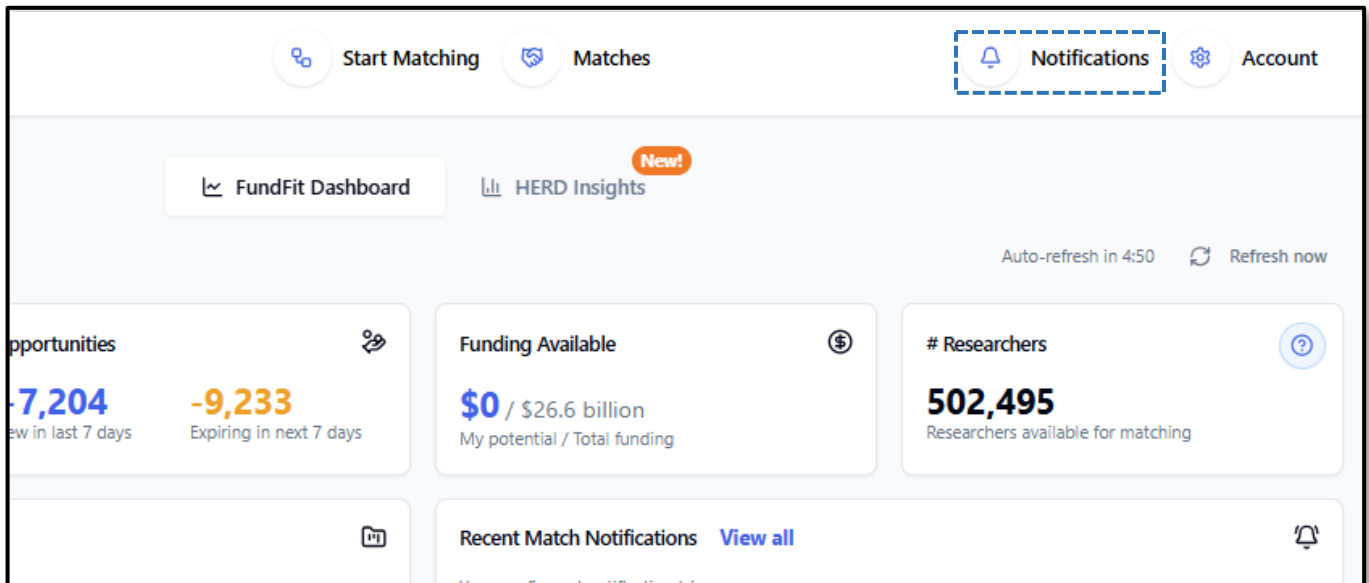 Start Matching Matches Notifications Account
New!
FundFit Dashboard HERD Insights
Auto-refresh in 4:50 Refresh now
pportunities
7,204 -9,233
ew in last 7 days Expiring in next 7 days
Funding Available
$0 / $26.6 billion
My potential / Total funding
# Researchers
502,495
Researchers available for matching
Recent Match Notifications View all